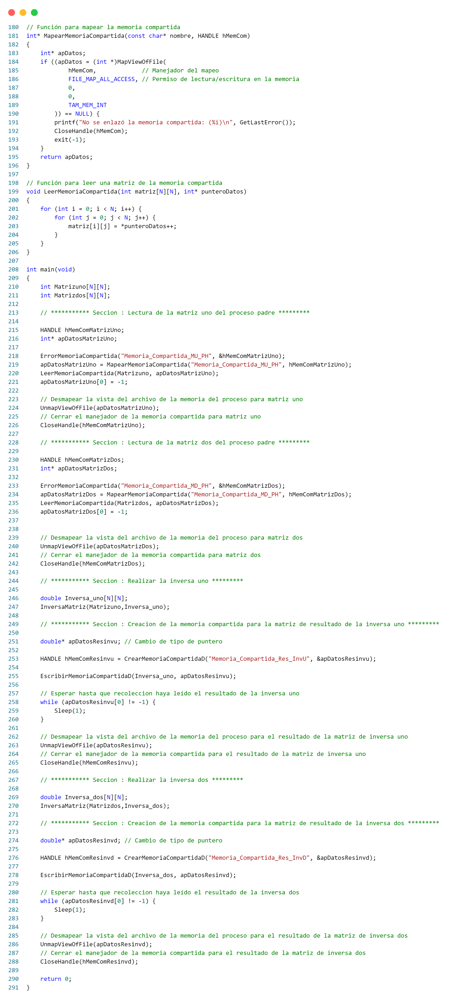 180 // Función para mapear la memoria compartida
181 int* MapearMemoriaCompartida(const char* nombre, HANDLE hMemCom)
182 {
183     int* apDatos;
184     if ((apDatos = (int *)MapViewOfFile(
185             hMemCom,             // Manejador del mapeo
186             FILE_MAP_ALL_ACCESS, // Permiso de lectura/escritura en la memoria
187             0,
188             0,
189             TAM_MEM_INT
190         )) == NULL) {
191         printf("No se enlazó la memoria compartida: (%i)\n", GetLastError());
192         CloseHandle(hMemCom);
193         exit(-1);
194     }
195     return apDatos;
196 }
197
198 // Función para leer una matriz de la memoria compartida
199 void LeerMemoriaCompartida(int matriz[N][N], int* punteroDatos)
200 {
201     for (int i = 0; i < N; i++) {
202         for (int j = 0; j < N; j++) {
203             matriz[i][j] = *punteroDatos++;
204         }
205     }
206 }
207
208 int main(void)
209 {
210     int Matrizuno[N][N];
211     int Matrizdos[N][N];
212
213     // *********** Seccion : Lectura de la matriz uno del proceso padre *********
214
215     HANDLE hMemComMatrizUno;
216     int* apDatosMatrizUno;
217
218     ErrorMemoriaCompartida("Memoria_Compartida_MU_PH", &hMemComMatrizUno);
219     apDatosMatrizUno = MapearMemoriaCompartida("Memoria_Compartida_MU_PH", hMemComMatrizUno);
220     LeerMemoriaCompartida(Matrizuno, apDatosMatrizUno);
221     apDatosMatrizUno[0] = -1;
222
223     // Desmapear la vista del archivo de la memoria del proceso para matriz uno
224     UnmapViewOfFile(apDatosMatrizUno);
225     // Cerrar el manejador de la memoria compartida para matriz uno
226     CloseHandle(hMemComMatrizUno);
227
228     // *********** Seccion : Lectura de la matriz dos del proceso padre *********
229
230     HANDLE hMemComMatrizDos;
231     int* apDatosMatrizDos;
232
233     ErrorMemoriaCompartida("Memoria_Compartida_MD_PH", &hMemComMatrizDos);
234     apDatosMatrizDos = MapearMemoriaCompartida("Memoria_Compartida_MD_PH", hMemComMatrizDos);
235     LeerMemoriaCompartida(Matrizdos, apDatosMatrizDos);
236     apDatosMatrizDos[0] = -1;
237
238
239     // Desmapear la vista del archivo de la memoria del proceso para matriz dos
240     UnmapViewOfFile(apDatosMatrizDos);
241     // Cerrar el manejador de la memoria compartida para matriz dos
242     CloseHandle(hMemComMatrizDos);
243
244     // *********** Seccion : Realizar la inversa uno *********
245
246     double Inversa_uno[N][N];
247     InversaMatriz(Matrizuno,Inversa_uno);
248
249     // *********** Seccion : Creacion de la memoria compartida para la matriz de resultado de la inversa uno *********
250
251     double* apDatosResinvu; // Cambio de tipo de puntero
252
253     HANDLE hMemComResinvu = CrearMemoriaCompartidaD("Memoria_Compartida_Res_InvU", &apDatosResinvu);
254
255     EscribirMemoriaCompartidaD(Inversa_uno, apDatosResinvu);
256
257     // Esperar hasta que recoleccion haya leído el resultado de la inversa uno
258     while (apDatosResinvu[0] != -1) {
259         Sleep(1);
260     }
261
262     // Desmapear la vista del archivo de la memoria del proceso para el resultado de la matriz de inversa uno
263     UnmapViewOfFile(apDatosResinvu);
264     // Cerrar el manejador de la memoria compartida para el resultado de la matriz de inversa uno
265     CloseHandle(hMemComResinvu);
266
267     // *********** Seccion : Realizar la inversa dos *********
268
269     double Inversa_dos[N][N];
270     InversaMatriz(Matrizdos,Inversa_dos);
271
272     // *********** Seccion : Creacion de la memoria compartida para la matriz de resultado de la inversa dos *********
273
274     double* apDatosResinvd; // Cambio de tipo de puntero
275
276     HANDLE hMemComResinvd = CrearMemoriaCompartidaD("Memoria_Compartida_Res_InvD", &apDatosResinvd);
277
278     EscribirMemoriaCompartidaD(Inversa_dos, apDatosResinvd);
279
280     // Esperar hasta que recoleccion haya leído el resultado de la inversa dos
281     while (apDatosResinvd[0] != -1) {
282         Sleep(1);
283     }
284
285     // Desmapear la vista del archivo de la memoria del proceso para el resultado de la matriz de inversa dos
286     UnmapViewOfFile(apDatosResinvd);
287     // Cerrar el manejador de la memoria compartida para el resultado de la matriz de inversa dos
288     CloseHandle(hMemComResinvd);
289
290     return 0;
291 }